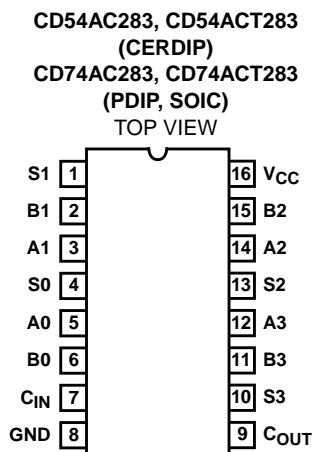 CD54AC283, CD54ACT283
(CERDIP)
CD74AC283, CD74ACT283
(PDIP, SOIC)
TOP VIEW
S1 1 16 VCC
B1 2 15 B2
A1 3 14 A2
S0 4 13 S2
A0 5 12 A3
B0 6 11 B3
CIN 7 10 S3
GND 8 9 COUT